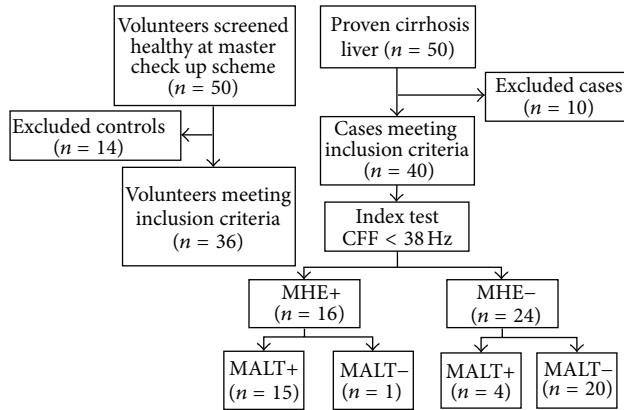 Volunteers screened
healthy at master
check up scheme
(n = 50)
Proven cirrhosis
liver (n = 50)
Excluded controls
(n = 14)
Excluded cases
(n = 10)
Volunteers meeting
inclusion criteria
(n = 36)
Cases meeting
inclusion criteria
(n = 40)
Index test
CFF < 38 Hz
MHE+
(n = 16)
MHE−
(n = 24)
MALT+
(n = 15)
MALT−
(n = 1)
MALT+
(n = 4)
MALT−
(n = 20)